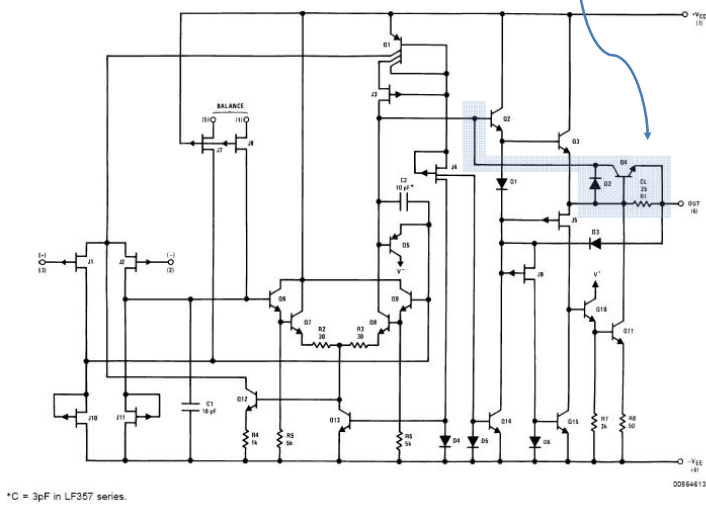 +VCC
(7)
Q1
J3
BALANCE
(5)
(1)
J7
J8
Q2
Q3
Q4
D2
CL
25
R1
OUT
(6)
J4
D1
C2
10 pF*
J5
Q5
V-
D3
(+)
(3)
J1
J2
(-)
(2)
J9
V+
Q6
Q7
R2
30
R3
30
Q8
Q9
Q10
Q11
C1
10 pF
Q12
Q13
J10
J11
R4
1k
R5
5k
R6
5k
D4
D5
Q14
D6
Q15
R7
3k
R8
50
-VEE
(4)
00564613
*C = 3pF in LF357 series.